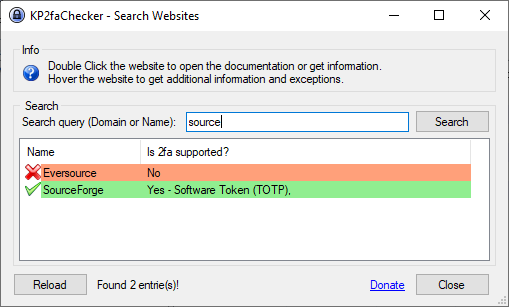 KP2faChecker - Search Websites
Info
Double Click the website to open the documentation or get information.
Hover the website to get additional information and exceptions.
Search
Search query (Domain or Name): source Search
Name Is 2fa supported?
Eversource No
SourceForge Yes - Software Token (TOTP),
Reload Found 2 entrie(s)! Donate Close